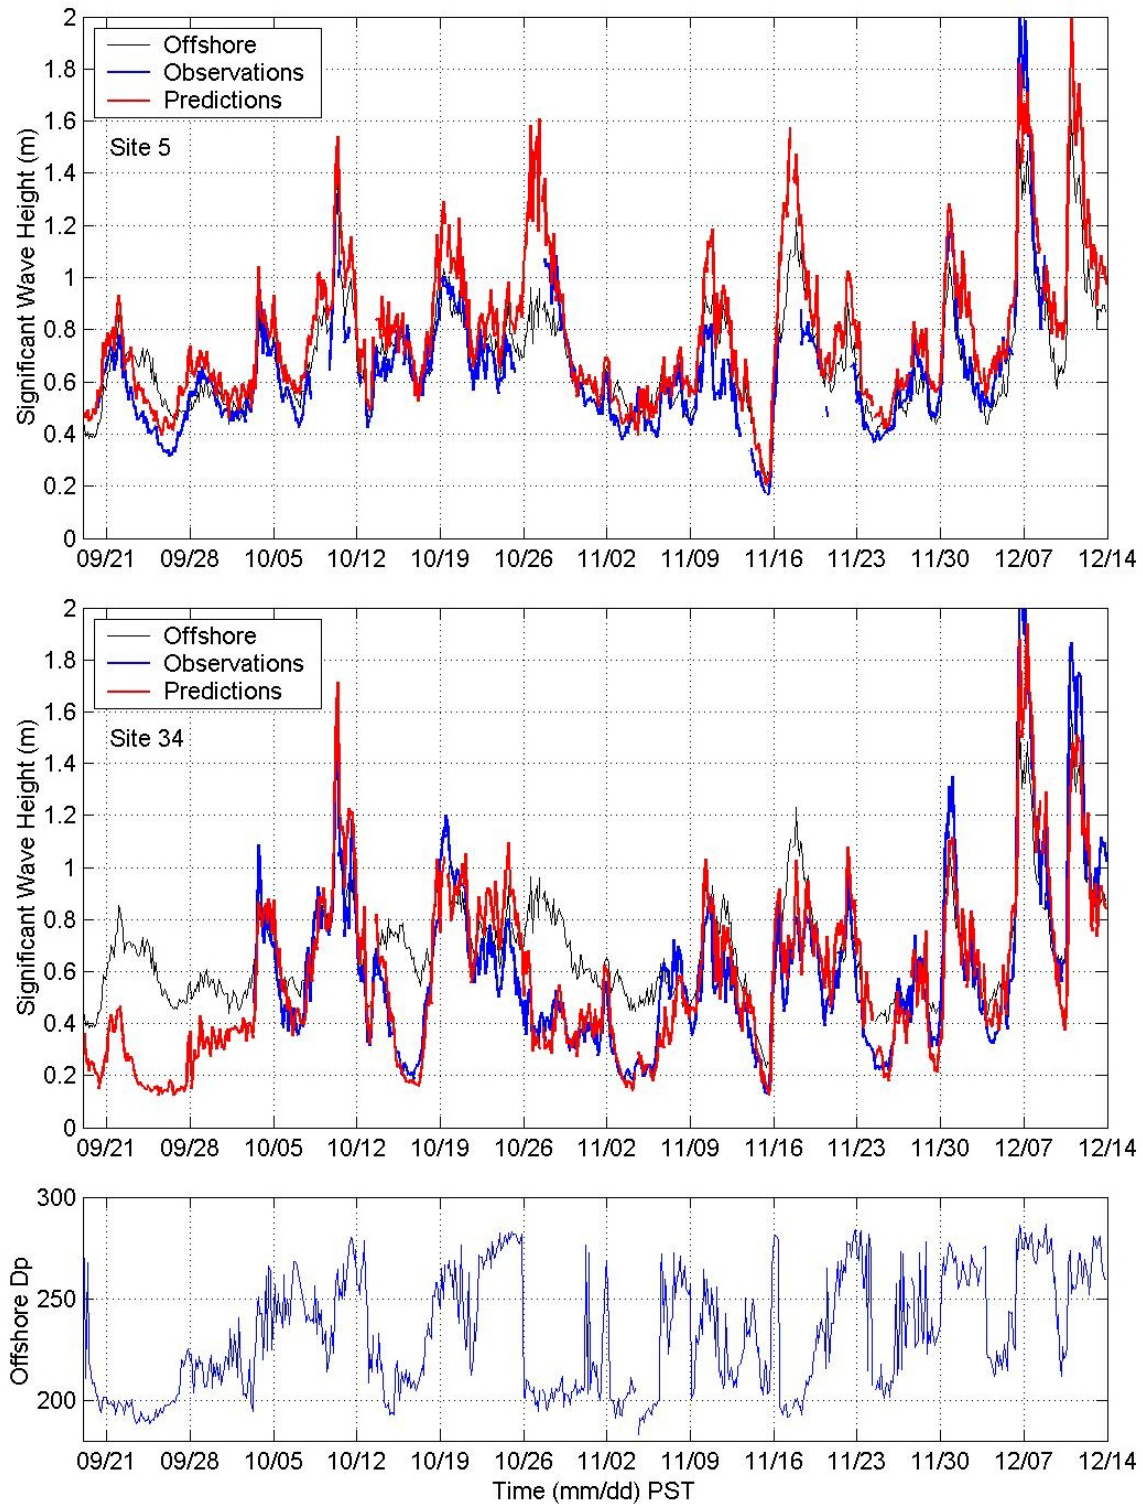 2
1.8
1.6
1.4
1.2
1
0.8
0.6
0.4
0.2
0
Significant Wave Height (m)
Offshore
Observations
Predictions
Site 5
09/21 09/28 10/05 10/12 10/19 10/26 11/02 11/09 11/16 11/23 11/30 12/07 12/14
2
1.8
1.6
1.4
1.2
1
0.8
0.6
0.4
0.2
0
Significant Wave Height (m)
Offshore
Observations
Predictions
Site 34
09/21 09/28 10/05 10/12 10/19 10/26 11/02 11/09 11/16 11/23 11/30 12/07 12/14
300
250
200
Offshore Dp
09/21 09/28 10/05 10/12 10/19 10/26 11/02 11/09 11/16 11/23 11/30 12/07 12/14
Time (mm/dd) PST